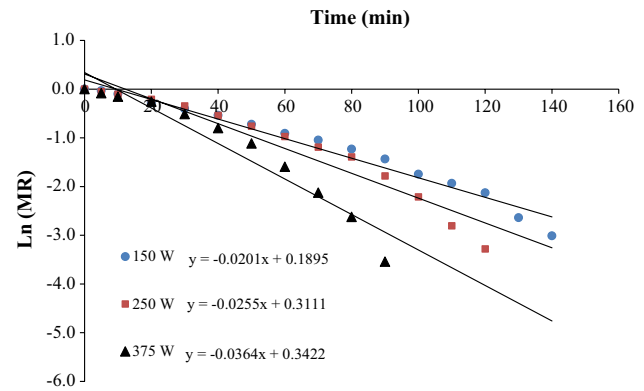 Time (min)
1.0
0.0
0 20 40 60 80 100 120 140 160
-1.0
-2.0
-3.0
-4.0
-5.0
-6.0
Ln (MR)
150 W y = -0.0201x + 0.1895
250 W y = -0.0255x + 0.3111
375 W y = -0.0364x + 0.3422